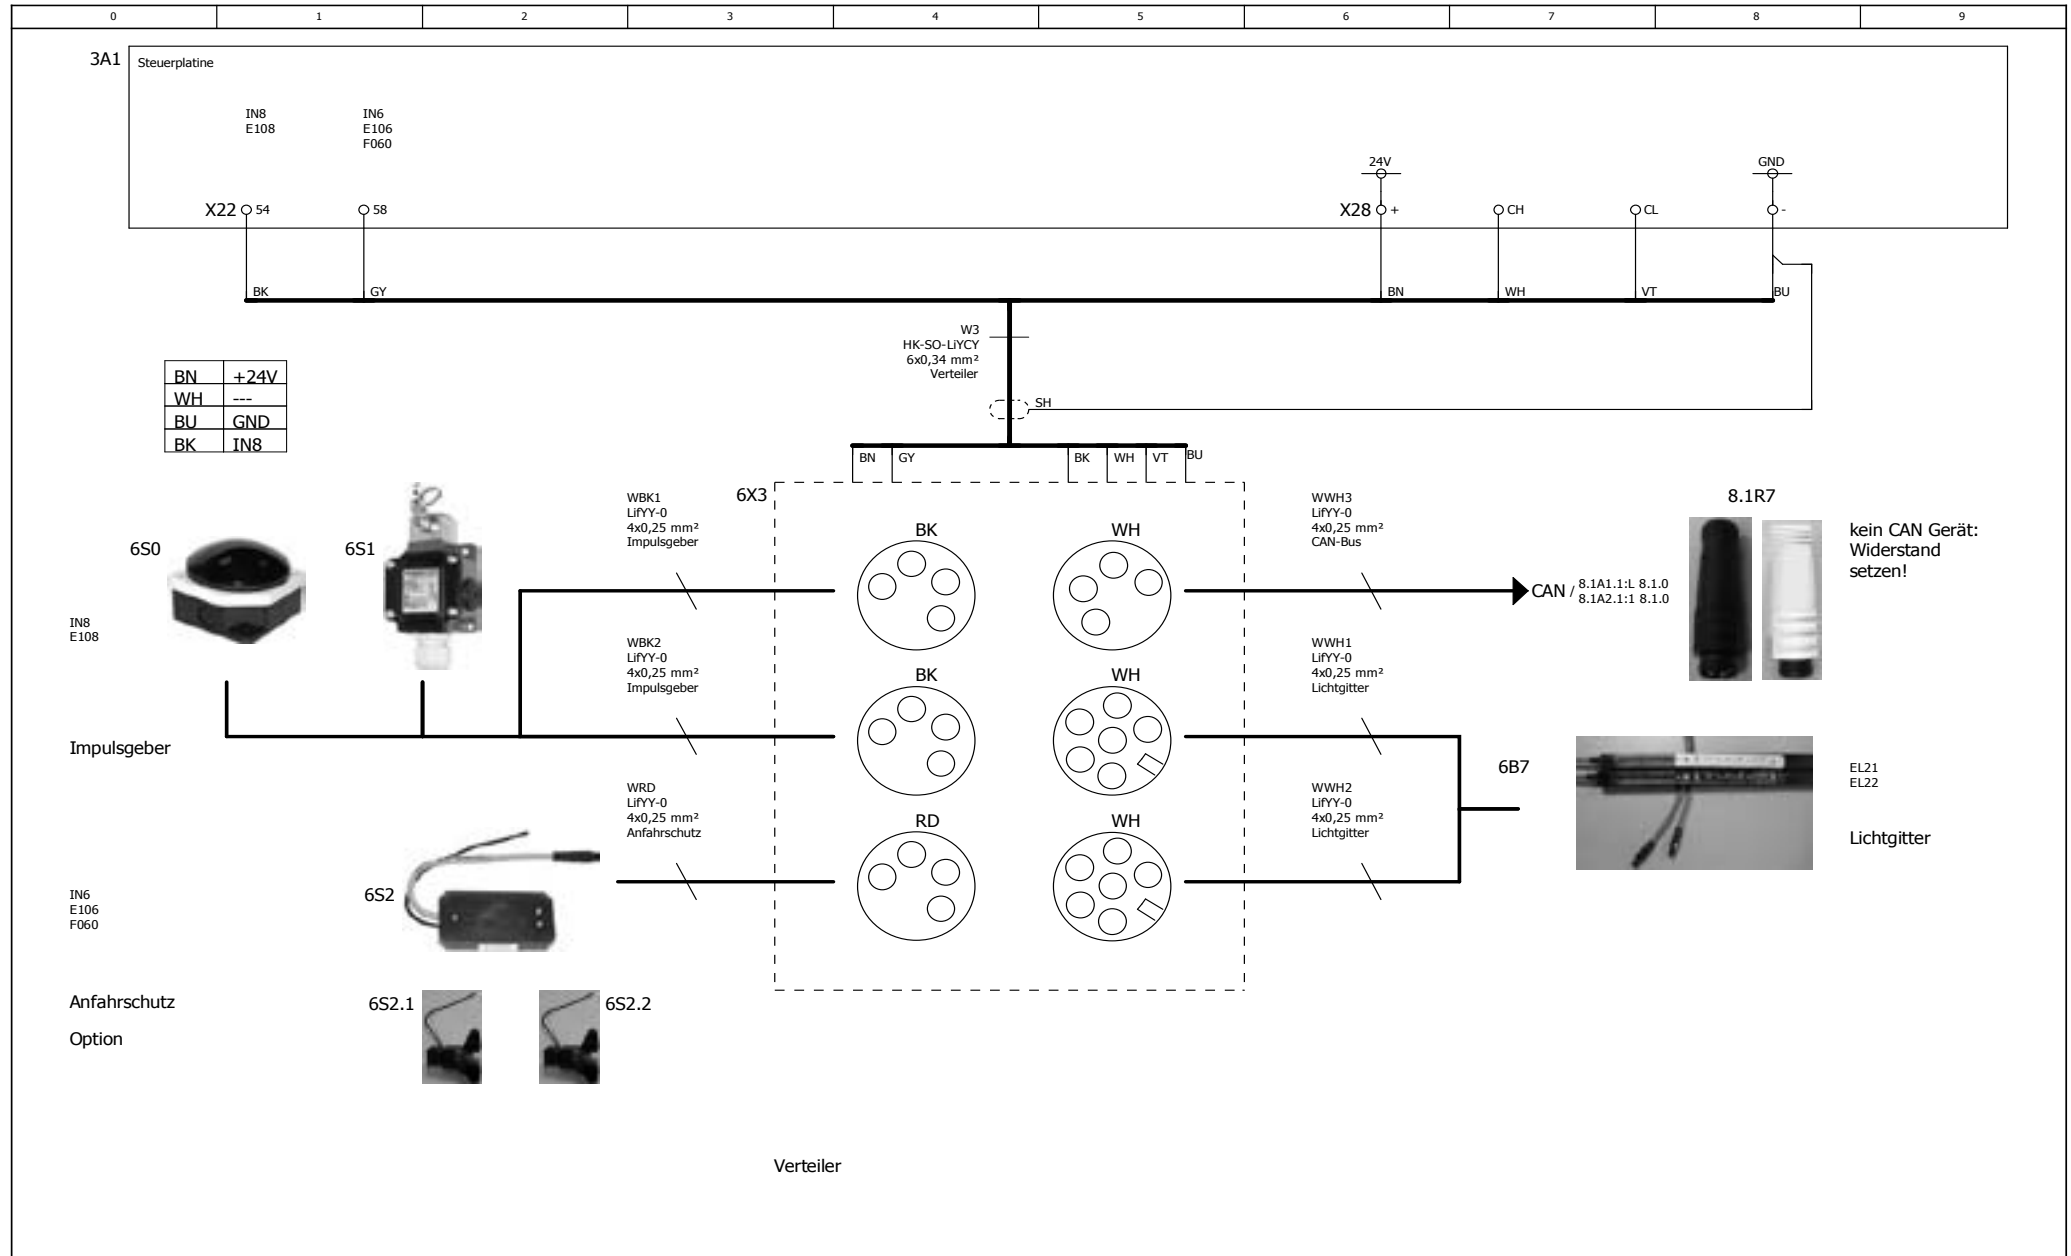 0 1 2 3 4 5 6 7 8 9
3A1 Steuerplatine
IN8
E108
IN6
E106
F060
24V
GND
X22 54 58
X28 + CH CL -
BK GY BN WH VT BU
W3
HK-SO-LiYCY
6x0,34 mm²
Verteiler
SH
BN +24V
WH ---
BU GND
BK IN8
BN GY BK WH VT BU
6X3
6S0
6S1
IN8
E108
Impulsgeber
WBK1
LifYY-0
4x0,25 mm²
Impulsgeber
BK
WH
WWH3
LifYY-0
4x0,25 mm²
CAN-Bus
CAN /
8.1A1.1:L 8.1.0
8.1A2.1:1 8.1.0
8.1R7
kein CAN Gerät:
Widerstand
setzen!
WBK2
LifYY-0
4x0,25 mm²
Impulsgeber
BK
WH
WWH1
LifYY-0
4x0,25 mm²
Lichtgitter
6B7
EL21
EL22
Lichtgitter
WRD
LifYY-0
4x0,25 mm²
Anfahrschutz
RD
WH
WWH2
LifYY-0
4x0,25 mm²
Lichtgitter
6S2
IN6
E106
F060
Anfahrschutz
Option
6S2.1
6S2.2
Verteiler